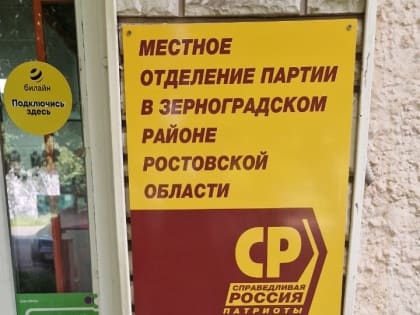 билайн
Подключись
здесь
МЕСТНОЕ
ОТДЕЛЕНИЕ ПАРТИИ
В ЗЕРНОГРАДСКОМ
РАЙОНЕ
РОСТОВСКОЙ
ОБЛАСТИ
СР
СПРАВЕДЛИВАЯ
РОССИЯ
ПАТРИОТЫ